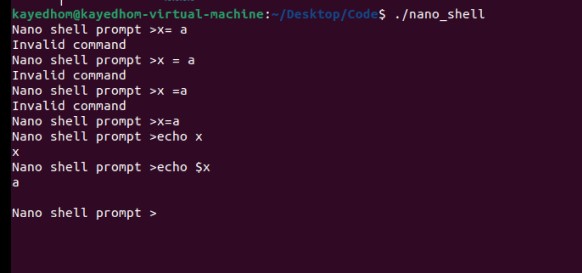 kayedhom@kayedhom-virtual-machine:~/Desktop/Code$ ./nano_shell
Nano shell prompt >x= a
Invalid command
Nano shell prompt >x = a
Invalid command
Nano shell prompt >x =a
Invalid command
Nano shell prompt >x=a
Nano shell prompt >echo x
x
Nano shell prompt >echo $x
a
Nano shell prompt >